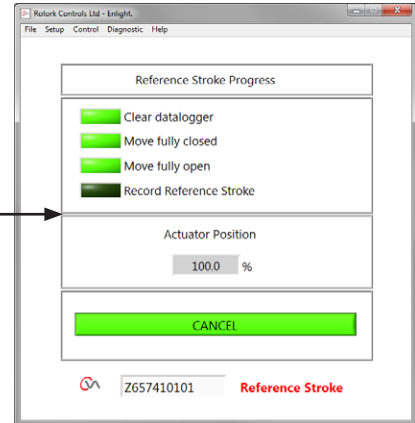 Rotork Controls Ltd - Enlight.
File Setup Control Diagnostic Help
Reference Stroke Progress
Clear datalogger
Move fully closed
Move fully open
Record Reference Stroke
Actuator Position
100.0 %
CANCEL
Z657410101 Reference Stroke